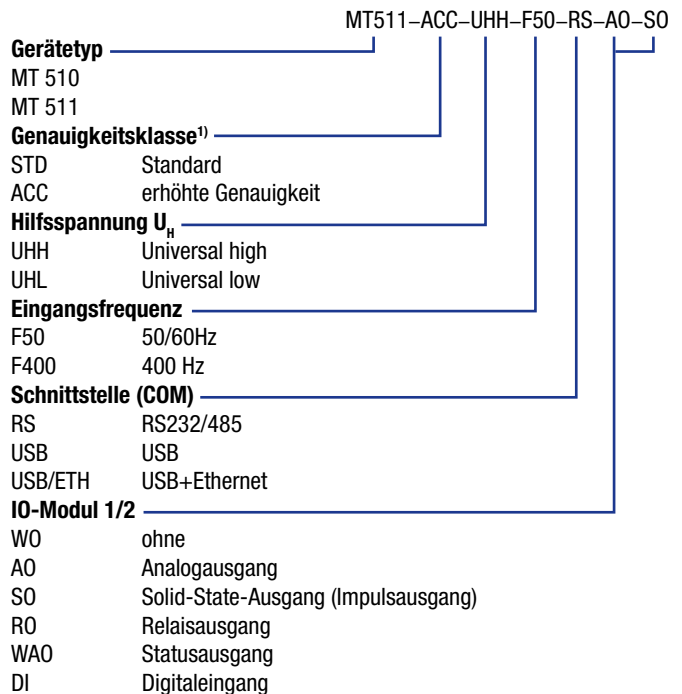 MT511–ACC–UHH–F50–RS–AO–SO
Gerätetyp
MT 510
MT 511
Genauigkeitsklasse1)
STD Standard
ACC erhöhte Genauigkeit
Hilfsspannung UH
UHH Universal high
UHL Universal low
Eingangsfrequenz
F50 50/60Hz
F400 400 Hz
Schnittstelle (COM)
RS RS232/485
USB USB
USB/ETH USB+Ethernet
IO-Modul 1/2
WO ohne
AO Analogausgang
SO Solid-State-Ausgang (Impulsausgang)
RO Relaisausgang
WAO Statusausgang
DI Digitaleingang